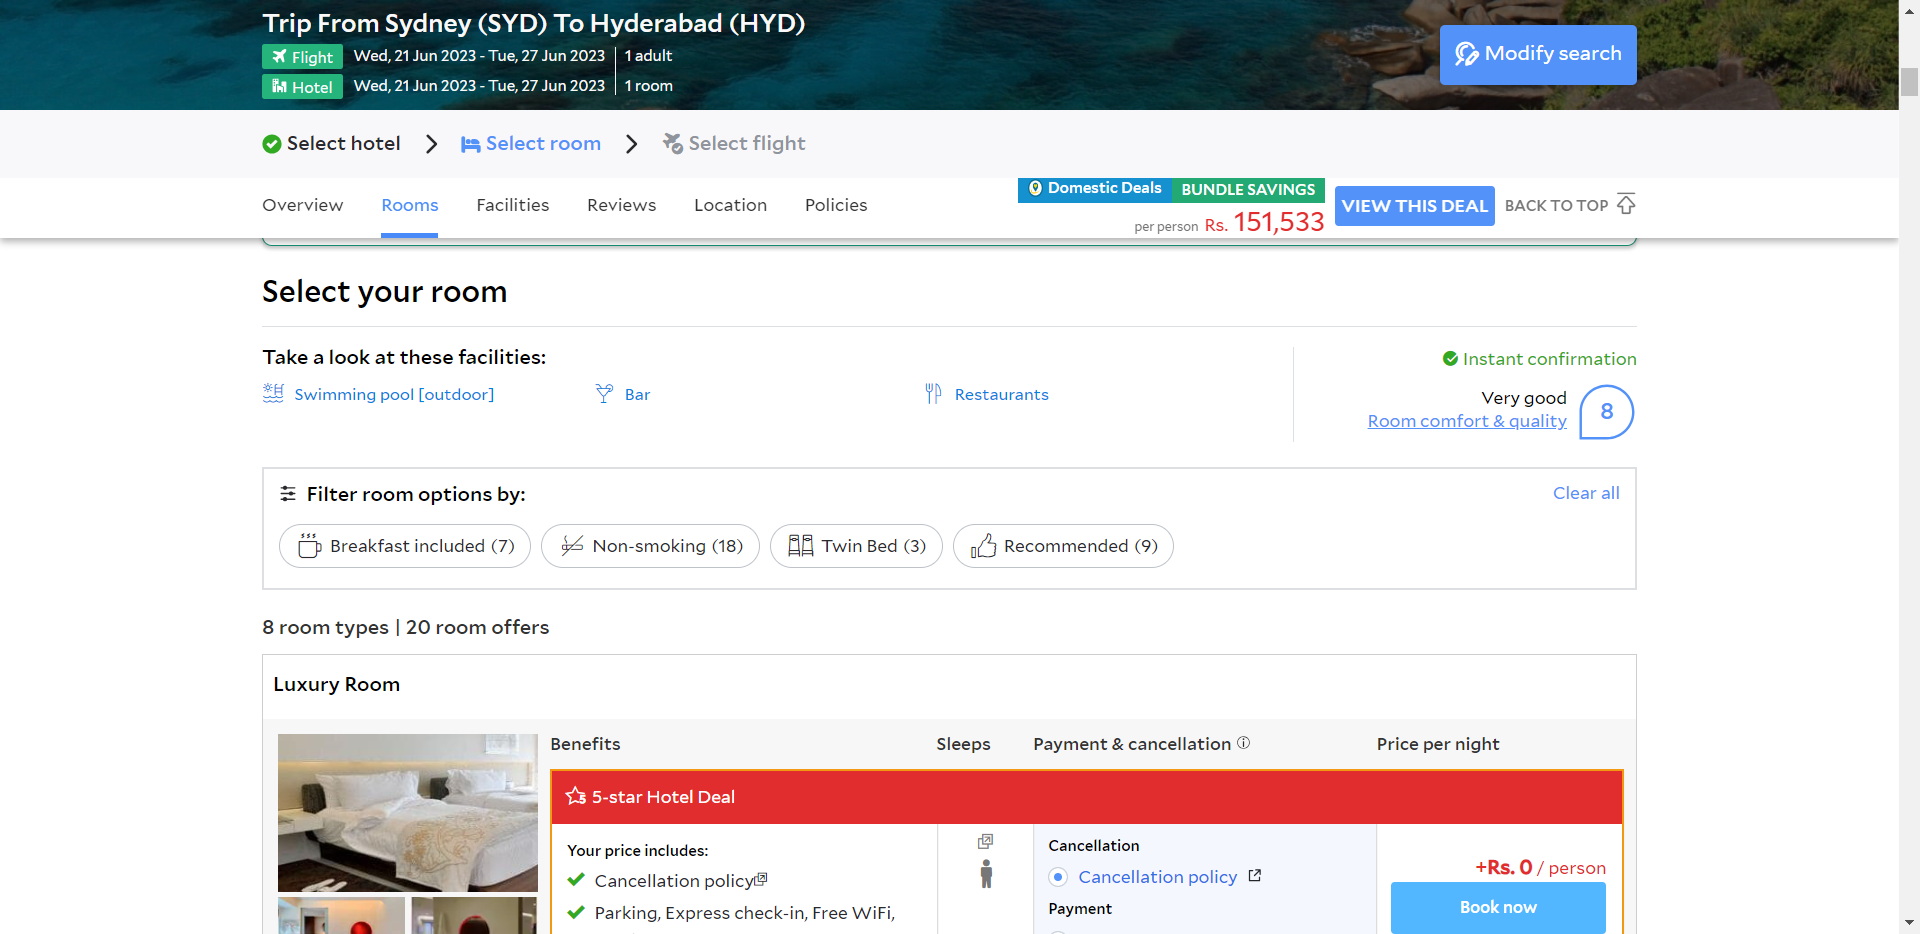 Trip From Sydney (SYD) To Hyderabad (HYD)
Flight Wed, 21 Jun 2023 - Tue, 27 Jun 2023 1 adult
Hotel Wed, 21 Jun 2023 - Tue, 27 Jun 2023 1 room
Modify search
Select hotel Select room Select flight
Overview Rooms Facilities Reviews Location Policies
Domestic Deals BUNDLE SAVINGS
per person Rs. 151,533
VIEW THIS DEAL
BACK TO TOP
Select your room
Take a look at these facilities:
Swimming pool [outdoor] Bar Restaurants
Instant confirmation
Very good
Room comfort & quality
8
Filter room options by:
Clear all
Breakfast included (7) Non-smoking (18) Twin Bed (3) Recommended (9)
8 room types | 20 room offers
Luxury Room
Benefits Sleeps Payment & cancellation Price per night
5 5-star Hotel Deal
Your price includes:
Cancellation policy
Parking, Express check-in, Free WiFi,
Cancellation
Cancellation policy
Payment
+Rs. 0 / person
Book now